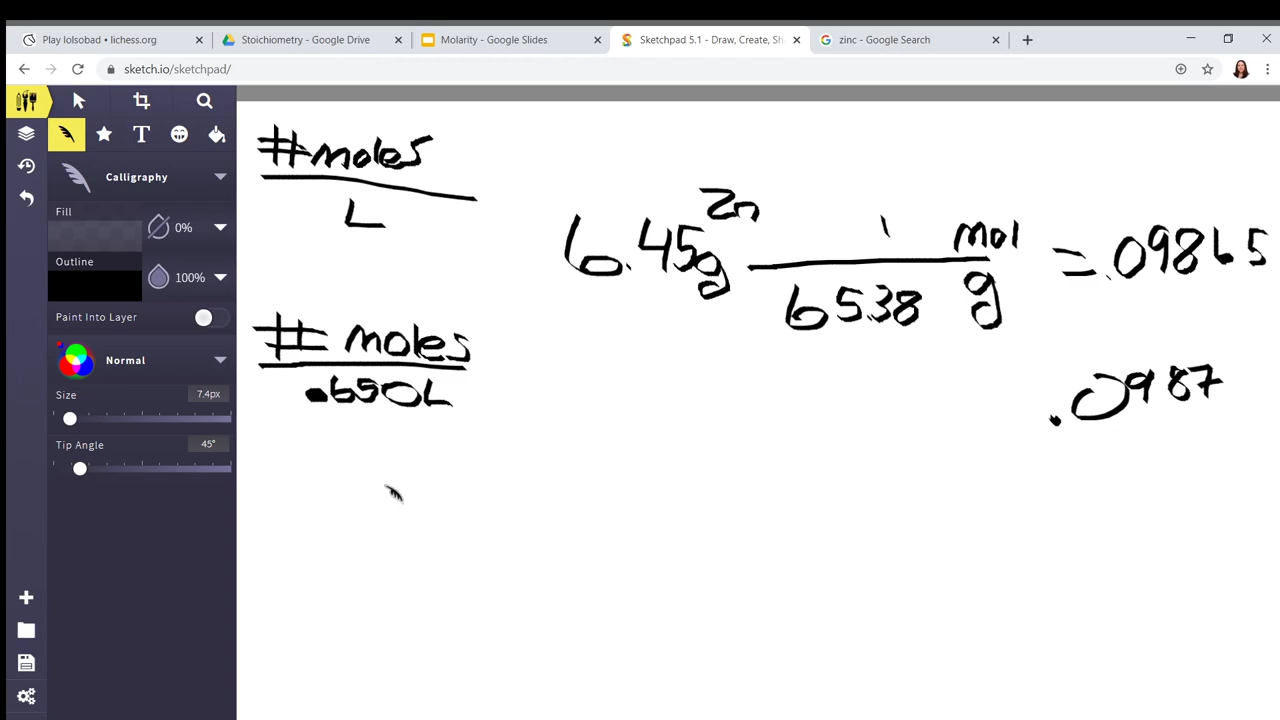 Play lolsobad • lichess.org
Stoichiometry - Google Drive
Molarity - Google Slides
Sketchpad 5.1 - Draw, Create, Sh
zinc - Google Search
sketch.io/sketchpad/
Calligraphy
Fill
0%
Outline
100%
Paint Into Layer
Normal
Size
7.4px
Tip Angle
45°
# moles
L
6.45g Zn 1 mol = .09865
65.38 g
# moles
.650L
.0987